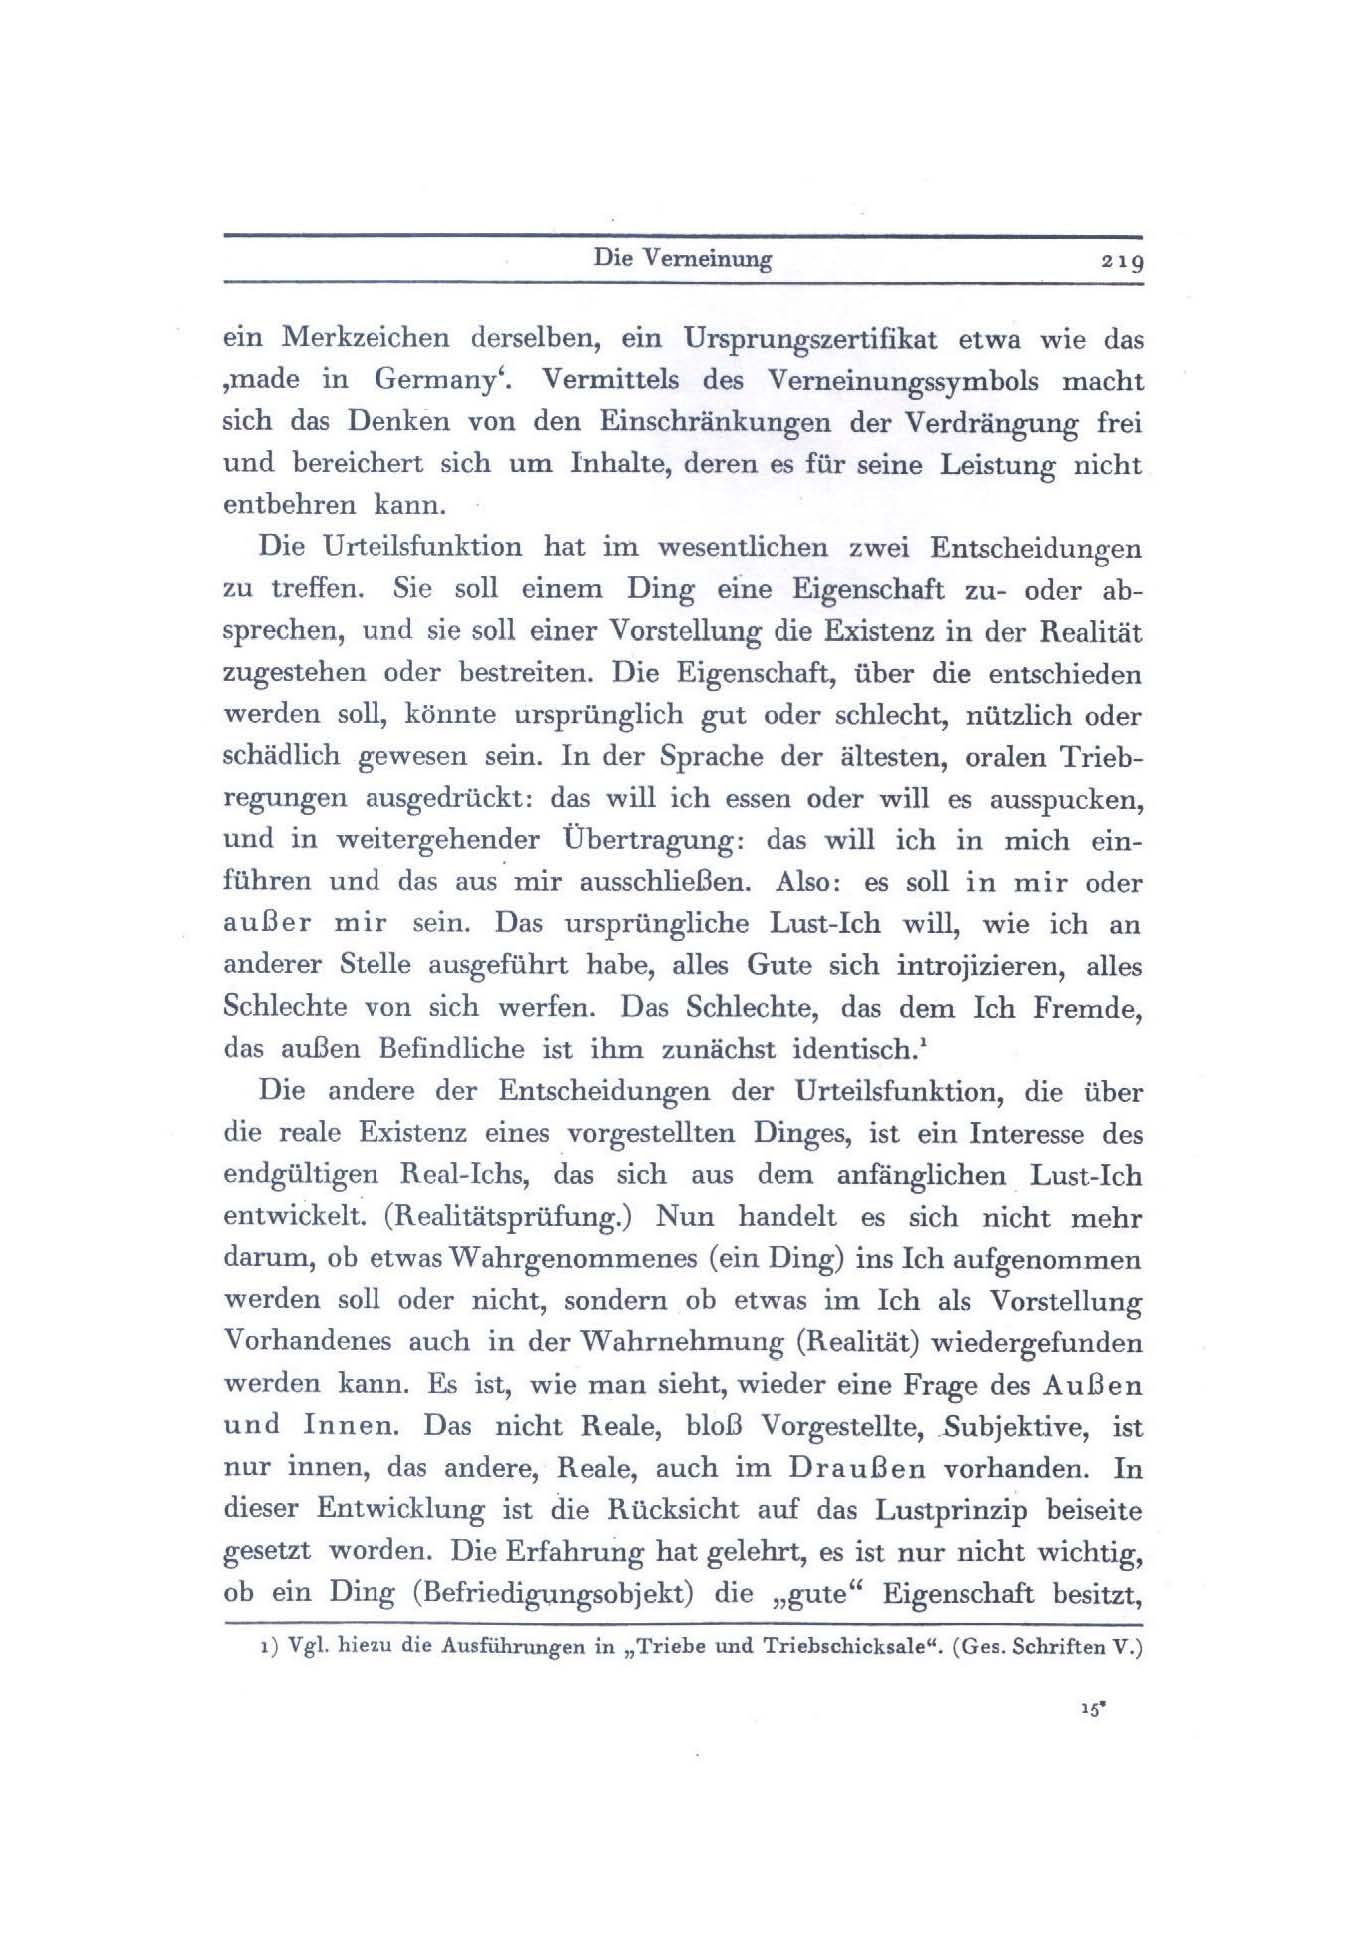 Die Verneinung 219
ein Merkzeichen derselben, ein Ursprungszertifikat etwa wie das
‚made in Germany‘. Vermittels des Verneinungssymbols macht
sich das Denken von den Einschränkungen der Verdrängung frei
und bereichert sich um Inhalte, deren es für seine Leistung nicht
entbehren kann.
Die Urteilsfunktion hat im wesentlichen zwei Entscheidungen
zu treffen. Sie soll einem Ding eine Eigenschaft zu- oder ab-
sprechen, und sie soll einer Vorstellung die Existenz in der Realität
zugestehen oder bestreiten. Die Eigenschaft, über die entschieden
werden soll, könnte ursprünglich gut oder schlecht, nützlich oder
schädlich gewesen sein. In der Sprache der ältesten, oralen Trieb-
regungen ausgedrückt: das will ich essen oder will es ausspucken,
und in weitergehender Übertragung: das will ich in mich ein-
führen und das aus mir ausschließen. Also: es soll in mir oder
außer mir sein. Das ursprüngliche Lust-Ich will, wie ich an
anderer Stelle ausgeführt habe, alles Gute sich introjizieren, alles
Schlechte von sich werfen. Das Schlechte, das dem Ich Fremde,
das außen Befindliche ist ihm zunächst identisch.¹
Die andere der Entscheidungen der Urteilsfunktion, die über
die reale Existenz eines vorgestellten Dinges, ist ein Interesse des
endgültigen Real-Ichs, das sich aus dem anfänglichen Lust-Ich
entwickelt. (Realitätsprüfung.) Nun handelt es sich nicht mehr
darum, ob etwas Wahrgenommenes (ein Ding) ins Ich aufgenommen
werden soll oder nicht, sondern ob etwas im Ich als Vorstellung
Vorhandenes auch in der Wahrnehmung (Realität) wiedergefunden
werden kann. Es ist, wie man sieht, wieder eine Frage des Außen
und Innen. Das nicht Reale, bloß Vorgestellte, Subjektive, ist
nur innen, das andere, Reale, auch im Draußen vorhanden. In
dieser Entwicklung ist die Rücksicht auf das Lustprinzip beiseite
gesetzt worden. Die Erfahrung hat gelehrt, es ist nur nicht wichtig,
ob ein Ding (Befriedigungsobjekt) die „gute“ Eigenschaft besitzt,
1) Vgl. hiezu die Ausführungen in „Triebe und Triebschicksale“. (Ges. Schriften V.)
15*